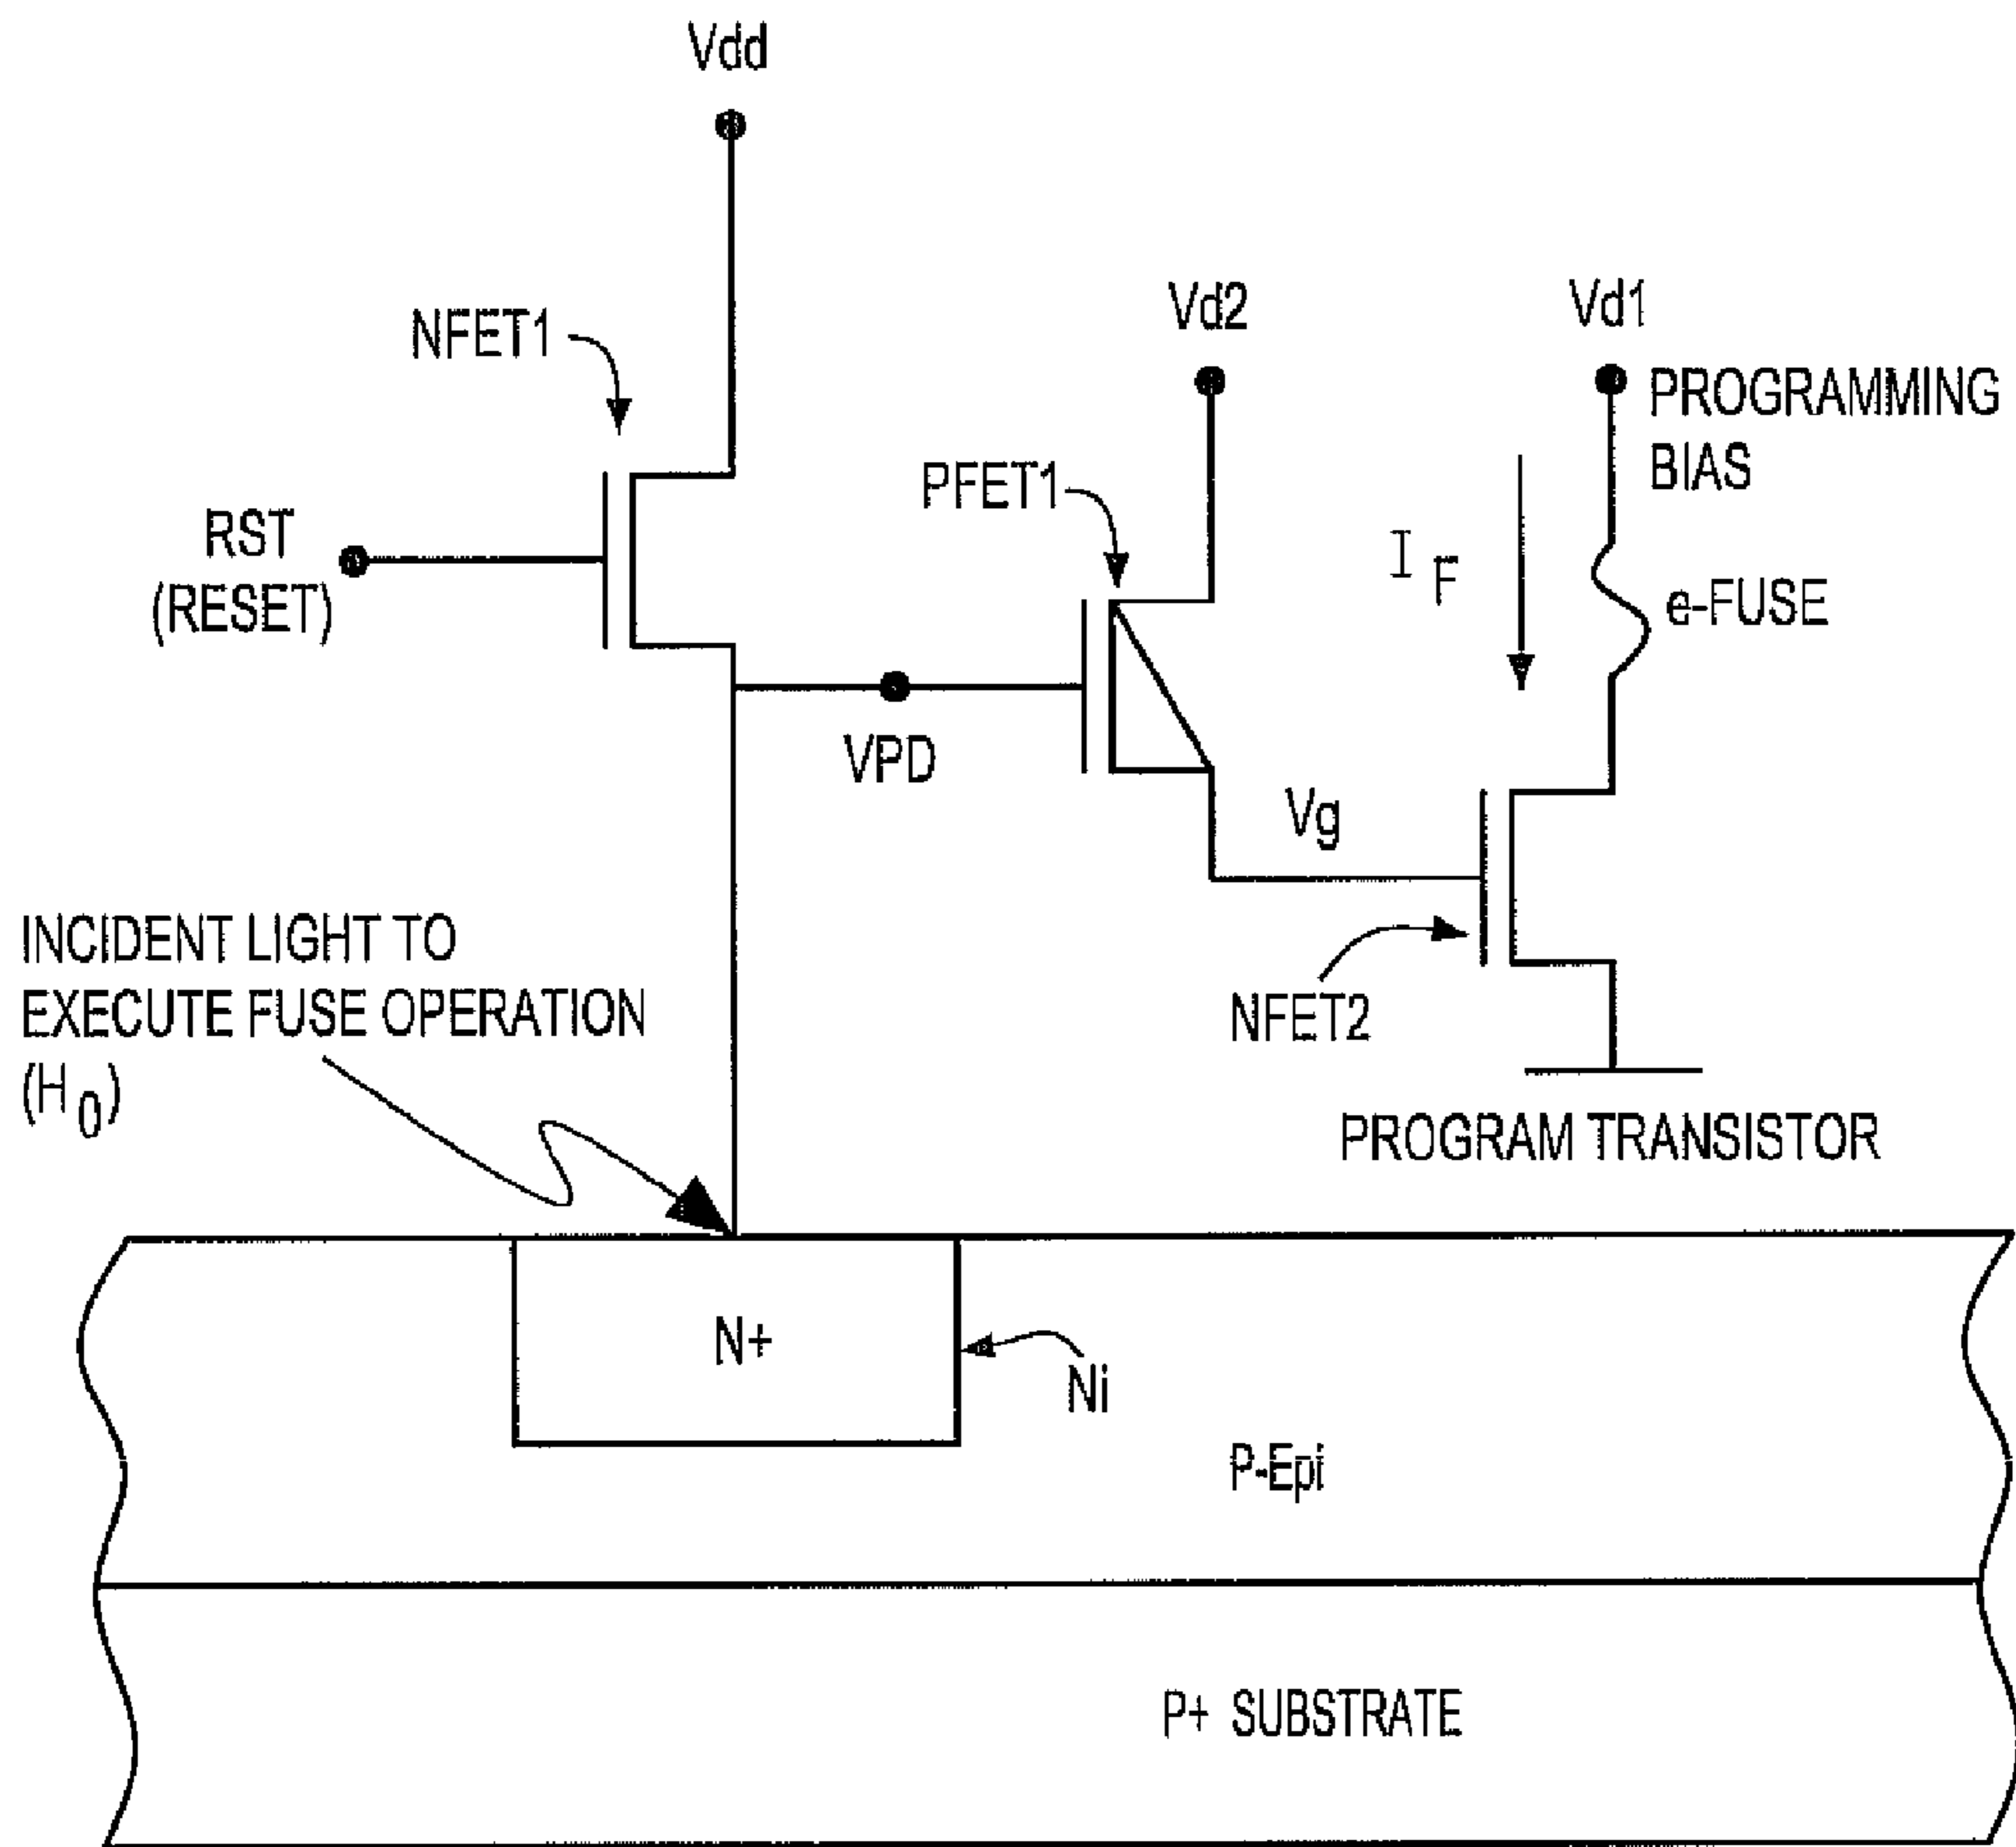 Vdd
NFET1
Vd2
Vd1
PROGRAMMING
BIAS
PFET1
RST
(RESET)
I F
e-FUSE
VPD
Vg
INCIDENT LIGHT TO
EXECUTE FUSE OPERATION
(H0)
NFET2
PROGRAM TRANSISTOR
N+
Ni
P-Epi
P+ SUBSTRATE